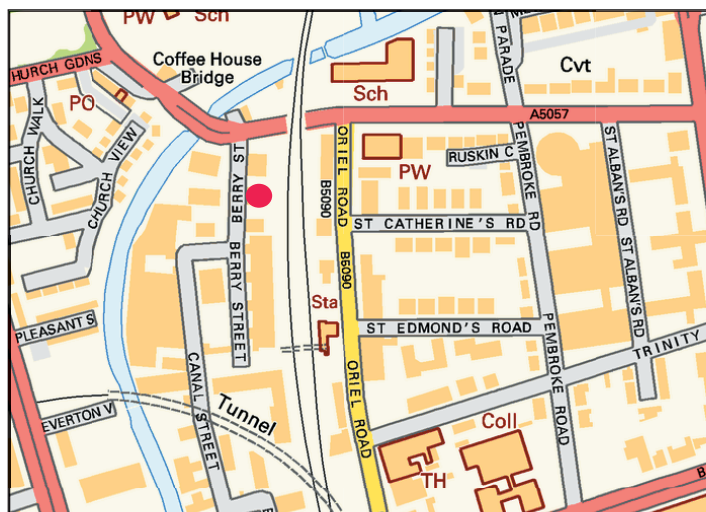 PW
Sch
Coffee House
Bridge
HURCH GDNS
PO
CHURCH WALK
CHURCH VIEW
Sch
PARADE
Cvt
A5057
ST
BERRY
BERRY STREET
ORIEL ROAD
B5090
PW
RUSKIN C
PEMBROKE RD
ST ALBAN'S RD
ST CATHERINE'S RD
B5090
ST ALBAN'S RD
Sta
PLEASANT S
ST EDMOND'S ROAD
PEMBROKE ROAD
TRINITY
CANAL STREET
ORIEL ROAD
EVERTON V
Tunnel
Coll
TH
B